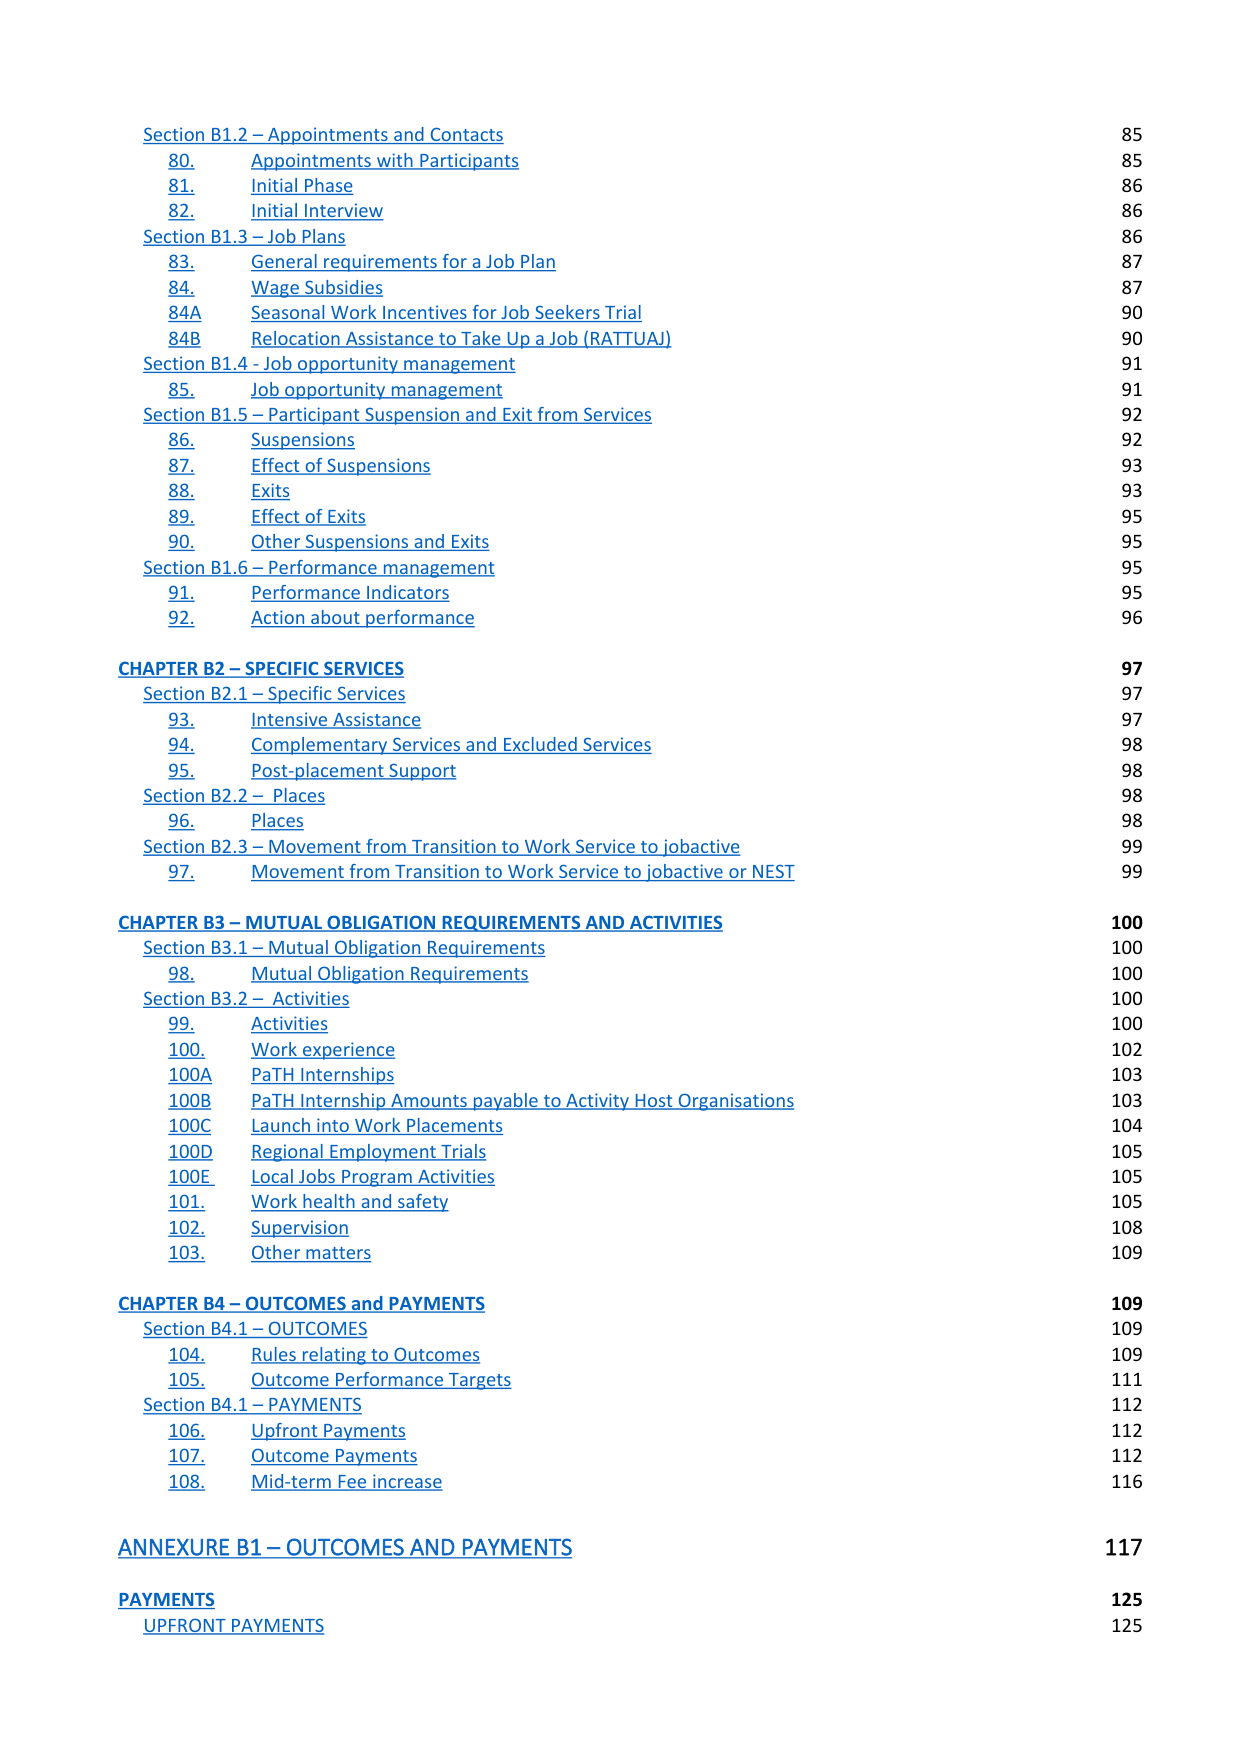 Section B1.2 – Appointments and Contacts 85
80. Appointments with Participants 85
81. Initial Phase 86
82. Initial Interview 86
Section B1.3 – Job Plans 86
83. General requirements for a Job Plan 87
84. Wage Subsidies 87
84A Seasonal Work Incentives for Job Seekers Trial 90
84B Relocation Assistance to Take Up a Job (RATTUAJ) 90
Section B1.4 - Job opportunity management 91
85. Job opportunity management 91
Section B1.5 – Participant Suspension and Exit from Services 92
86. Suspensions 92
87. Effect of Suspensions 93
88. Exits 93
89. Effect of Exits 95
90. Other Suspensions and Exits 95
Section B1.6 – Performance management 95
91. Performance Indicators 95
92. Action about performance 96
CHAPTER B2 – SPECIFIC SERVICES 97
Section B2.1 – Specific Services 97
93. Intensive Assistance 97
94. Complementary Services and Excluded Services 98
95. Post-placement Support 98
Section B2.2 – Places 98
96. Places 98
Section B2.3 – Movement from Transition to Work Service to jobactive 99
97. Movement from Transition to Work Service to jobactive or NEST 99
CHAPTER B3 – MUTUAL OBLIGATION REQUIREMENTS AND ACTIVITIES 100
Section B3.1 – Mutual Obligation Requirements 100
98. Mutual Obligation Requirements 100
Section B3.2 – Activities 100
99. Activities 100
100. Work experience 102
100A PaTH Internships 103
100B PaTH Internship Amounts payable to Activity Host Organisations 103
100C Launch into Work Placements 104
100D Regional Employment Trials 105
100E Local Jobs Program Activities 105
101. Work health and safety 105
102. Supervision 108
103. Other matters 109
CHAPTER B4 – OUTCOMES and PAYMENTS 109
Section B4.1 – OUTCOMES 109
104. Rules relating to Outcomes 109
105. Outcome Performance Targets 111
Section B4.1 – PAYMENTS 112
106. Upfront Payments 112
107. Outcome Payments 112
108. Mid-term Fee increase 116
ANNEXURE B1 – OUTCOMES AND PAYMENTS 117
PAYMENTS 125
UPFRONT PAYMENTS 125